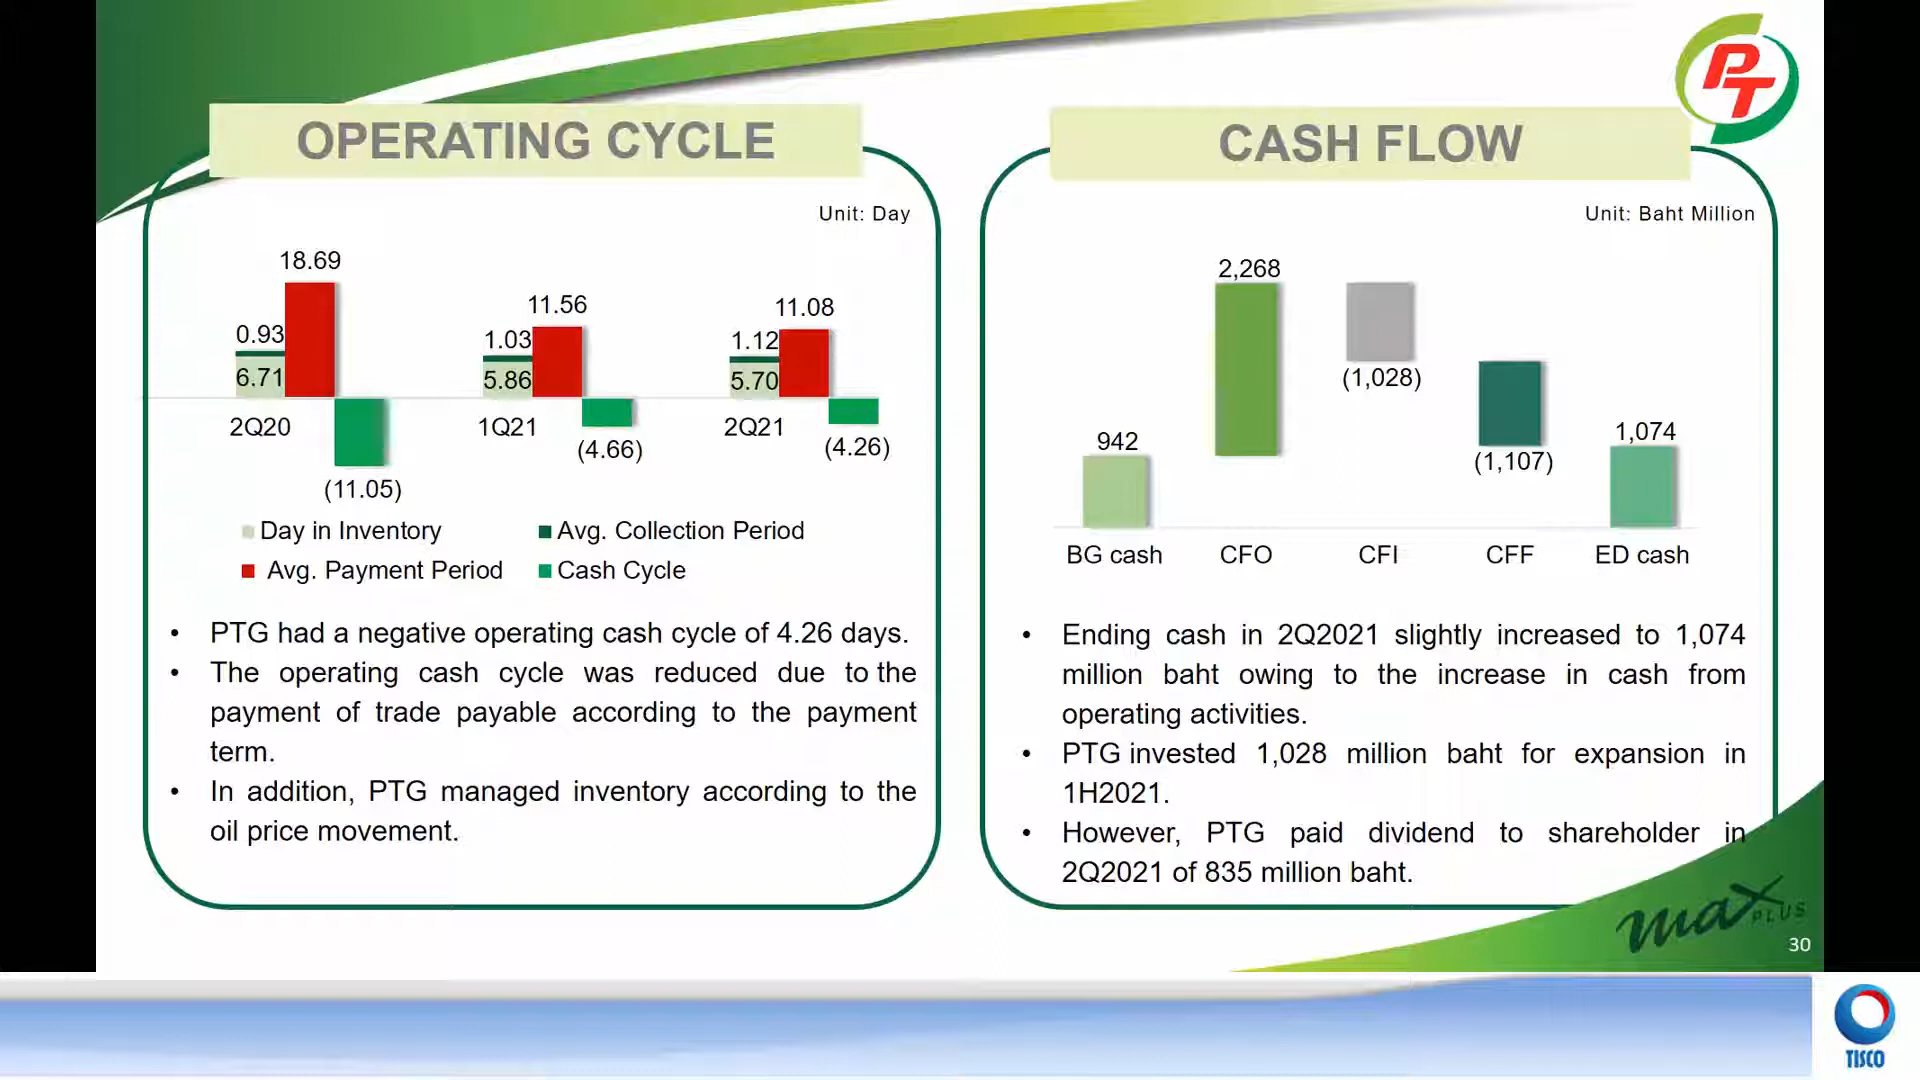 PT
OPERATING CYCLE
Unit: Day
18.69
11.56
11.08
0.93
1.03
1.12
6.71
5.86
5.70
2Q20
1Q21
2Q21
(11.05)
(4.66)
(4.26)
Day in Inventory
Avg. Collection Period
Avg. Payment Period
Cash Cycle
• PTG had a negative operating cash cycle of 4.26 days.
• The operating cash cycle was reduced due to the
payment of trade payable according to the payment
term.
• In addition, PTG managed inventory according to the
oil price movement.
CASH FLOW
Unit: Baht Million
2,268
(1,028)
942
(1,107)
1,074
BG cash
CFO
CFI
CFF
ED cash
• Ending cash in 2Q2021 slightly increased to 1,074
million baht owing to the increase in cash from
operating activities.
• PTG invested 1,028 million baht for expansion in
1H2021.
• However, PTG paid dividend to shareholder in
2Q2021 of 835 million baht.
max PLUS
30
TISCO